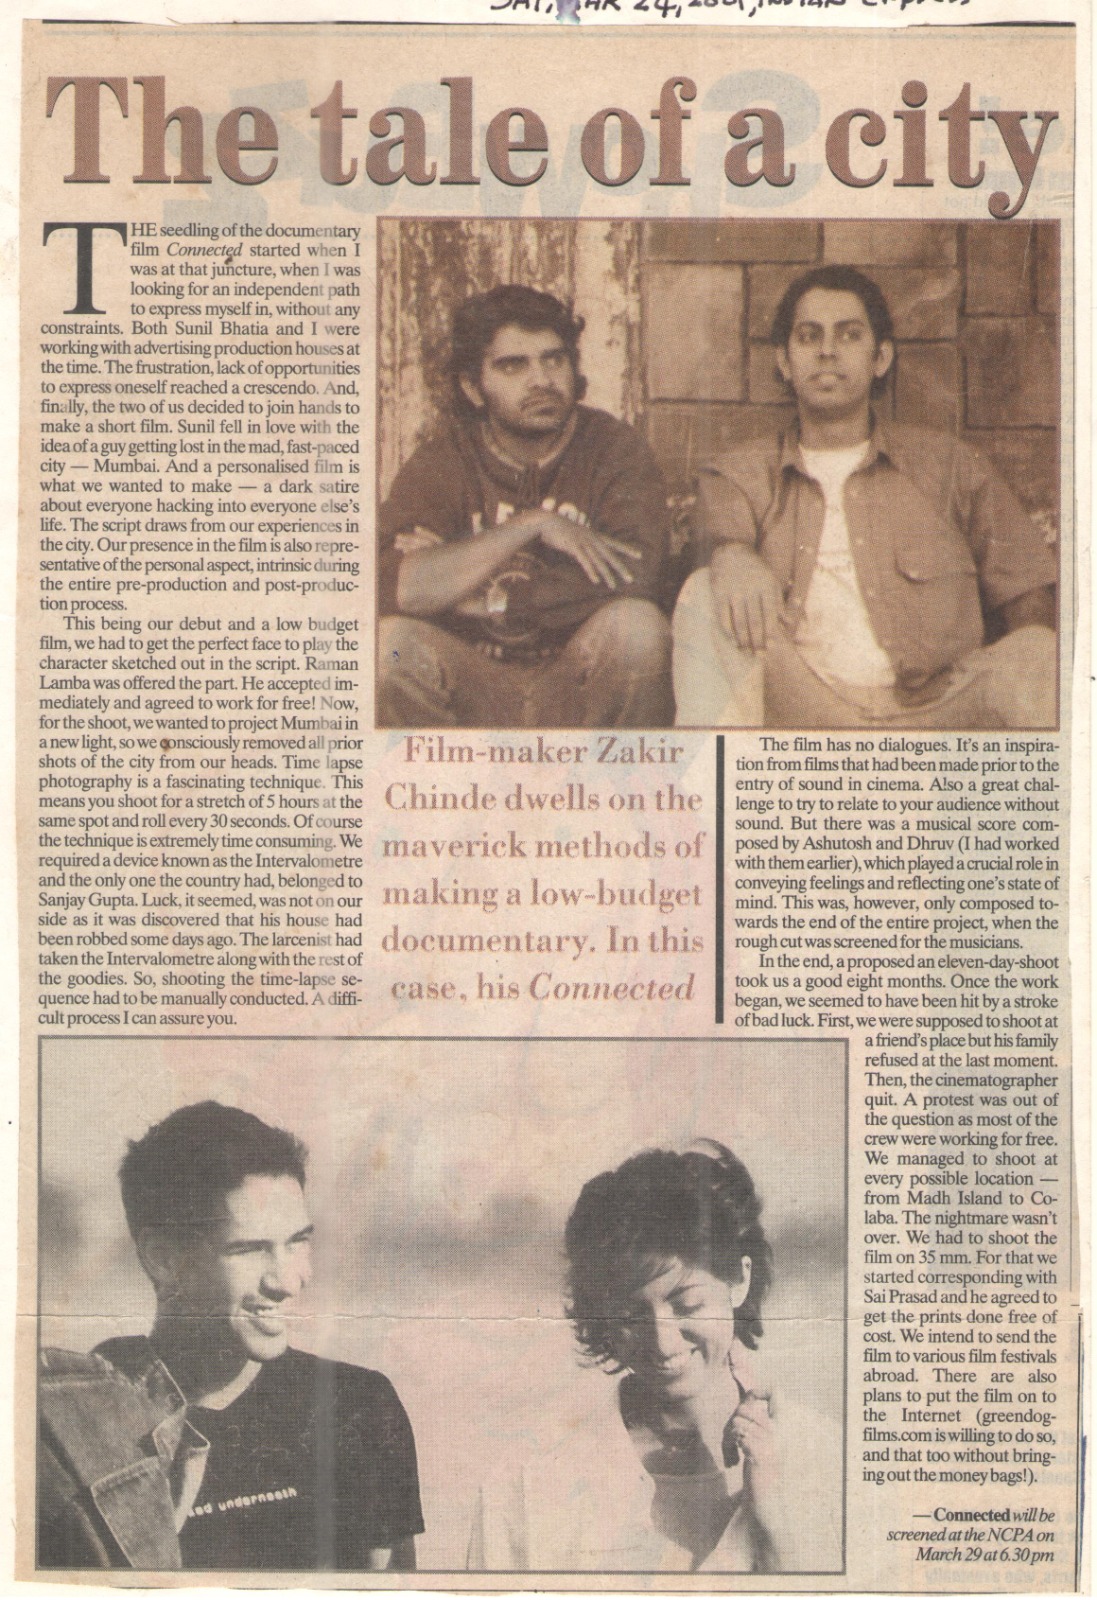 SAT, MAR 24, 2001, INDIAN Express
The tale of a city
THE seedling of the documentary
film Connected started when I
was at that juncture, when I was
looking for an independent path
to express myself in, without any
constraints. Both Sunil Bhatia and I were
working with advertising production houses at
the time. The frustration, lack of opportunities
to express oneself reached a crescendo. And,
finally, the two of us decided to join hands to
make a short film. Sunil fell in love with the
idea of a guy getting lost in the mad, fast-paced
city — Mumbai. And a personalised film is
what we wanted to make — a dark satire
about everyone hacking into everyone else's
life. The script draws from our experiences in
the city. Our presence in the film is also repre-
sentative of the personal aspect, intrinsic during
the entire pre-production and post-produc-
tion process.
This being our debut and a low budget
film, we had to get the perfect face to play the
character sketched out in the script. Raman
Lamba was offered the part. He accepted im-
mediately and agreed to work for free! Now,
for the shoot, we wanted to project Mumbai in
a new light, so we consciously removed all prior
shots of the city from our heads. Time lapse
photography is a fascinating technique. This
means you shoot for a stretch of 5 hours at the
same spot and roll every 30 seconds. Of course
the technique is extremely time consuming. We
required a device known as the Intervalometre
and the only one the country had, belonged to
Sanjay Gupta. Luck, it seemed, was not on our
side as it was discovered that his house had
been robbed some days ago. The larcenist had
taken the Intervalometre along with the rest of
the goodies. So, shooting the time-lapse se-
quence had to be manually conducted. A diffi-
cult process I can assure you.
Film-maker Zakir
Chinde dwells on the
maverick methods of
making a low-budget
documentary. In this
case, his Connected
The film has no dialogues. It's an inspira-
tion from films that had been made prior to the
entry of sound in cinema. Also a great chal-
lenge to try to relate to your audience without
sound. But there was a musical score com-
posed by Ashutosh and Dhruv (I had worked
with them earlier), which played a crucial role in
conveying feelings and reflecting one's state of
mind. This was, however, only composed to-
wards the end of the entire project, when the
rough cut was screened for the musicians.
In the end, a proposed an eleven-day-shoot
took us a good eight months. Once the work
began, we seemed to have been hit by a stroke
of bad luck. First, we were supposed to shoot at
a friend's place but his family
refused at the last moment.
Then, the cinematographer
quit. A protest was out of
the question as most of the
crew were working for free.
We managed to shoot at
every possible location —
from Madh Island to Co-
laba. The nightmare wasn't
over. We had to shoot the
film on 35 mm. For that we
started corresponding with
Sai Prasad and he agreed to
get the prints done free of
cost. We intend to send the
film to various film festivals
abroad. There are also
plans to put the film on to
the Internet (greendog-
films.com is willing to do so,
and that too without bring-
ing out the money bags!).
— Connected will be
screened at the NCPA on
March 29 at 6.30 pm
underneath